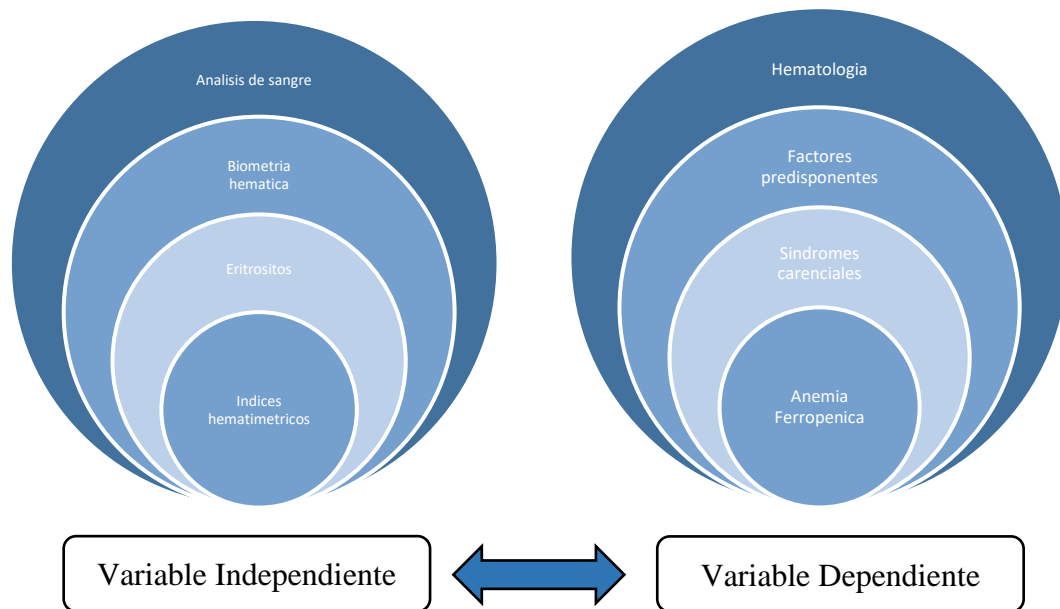 Analisis de sangre
Biometria
hematica
Eritrositos
Indices
hematimetricos
Hematologia
Factores
predisponentes
Sindromes
carenciales
Anemia
Ferropenica
Variable Independiente
Variable Dependiente